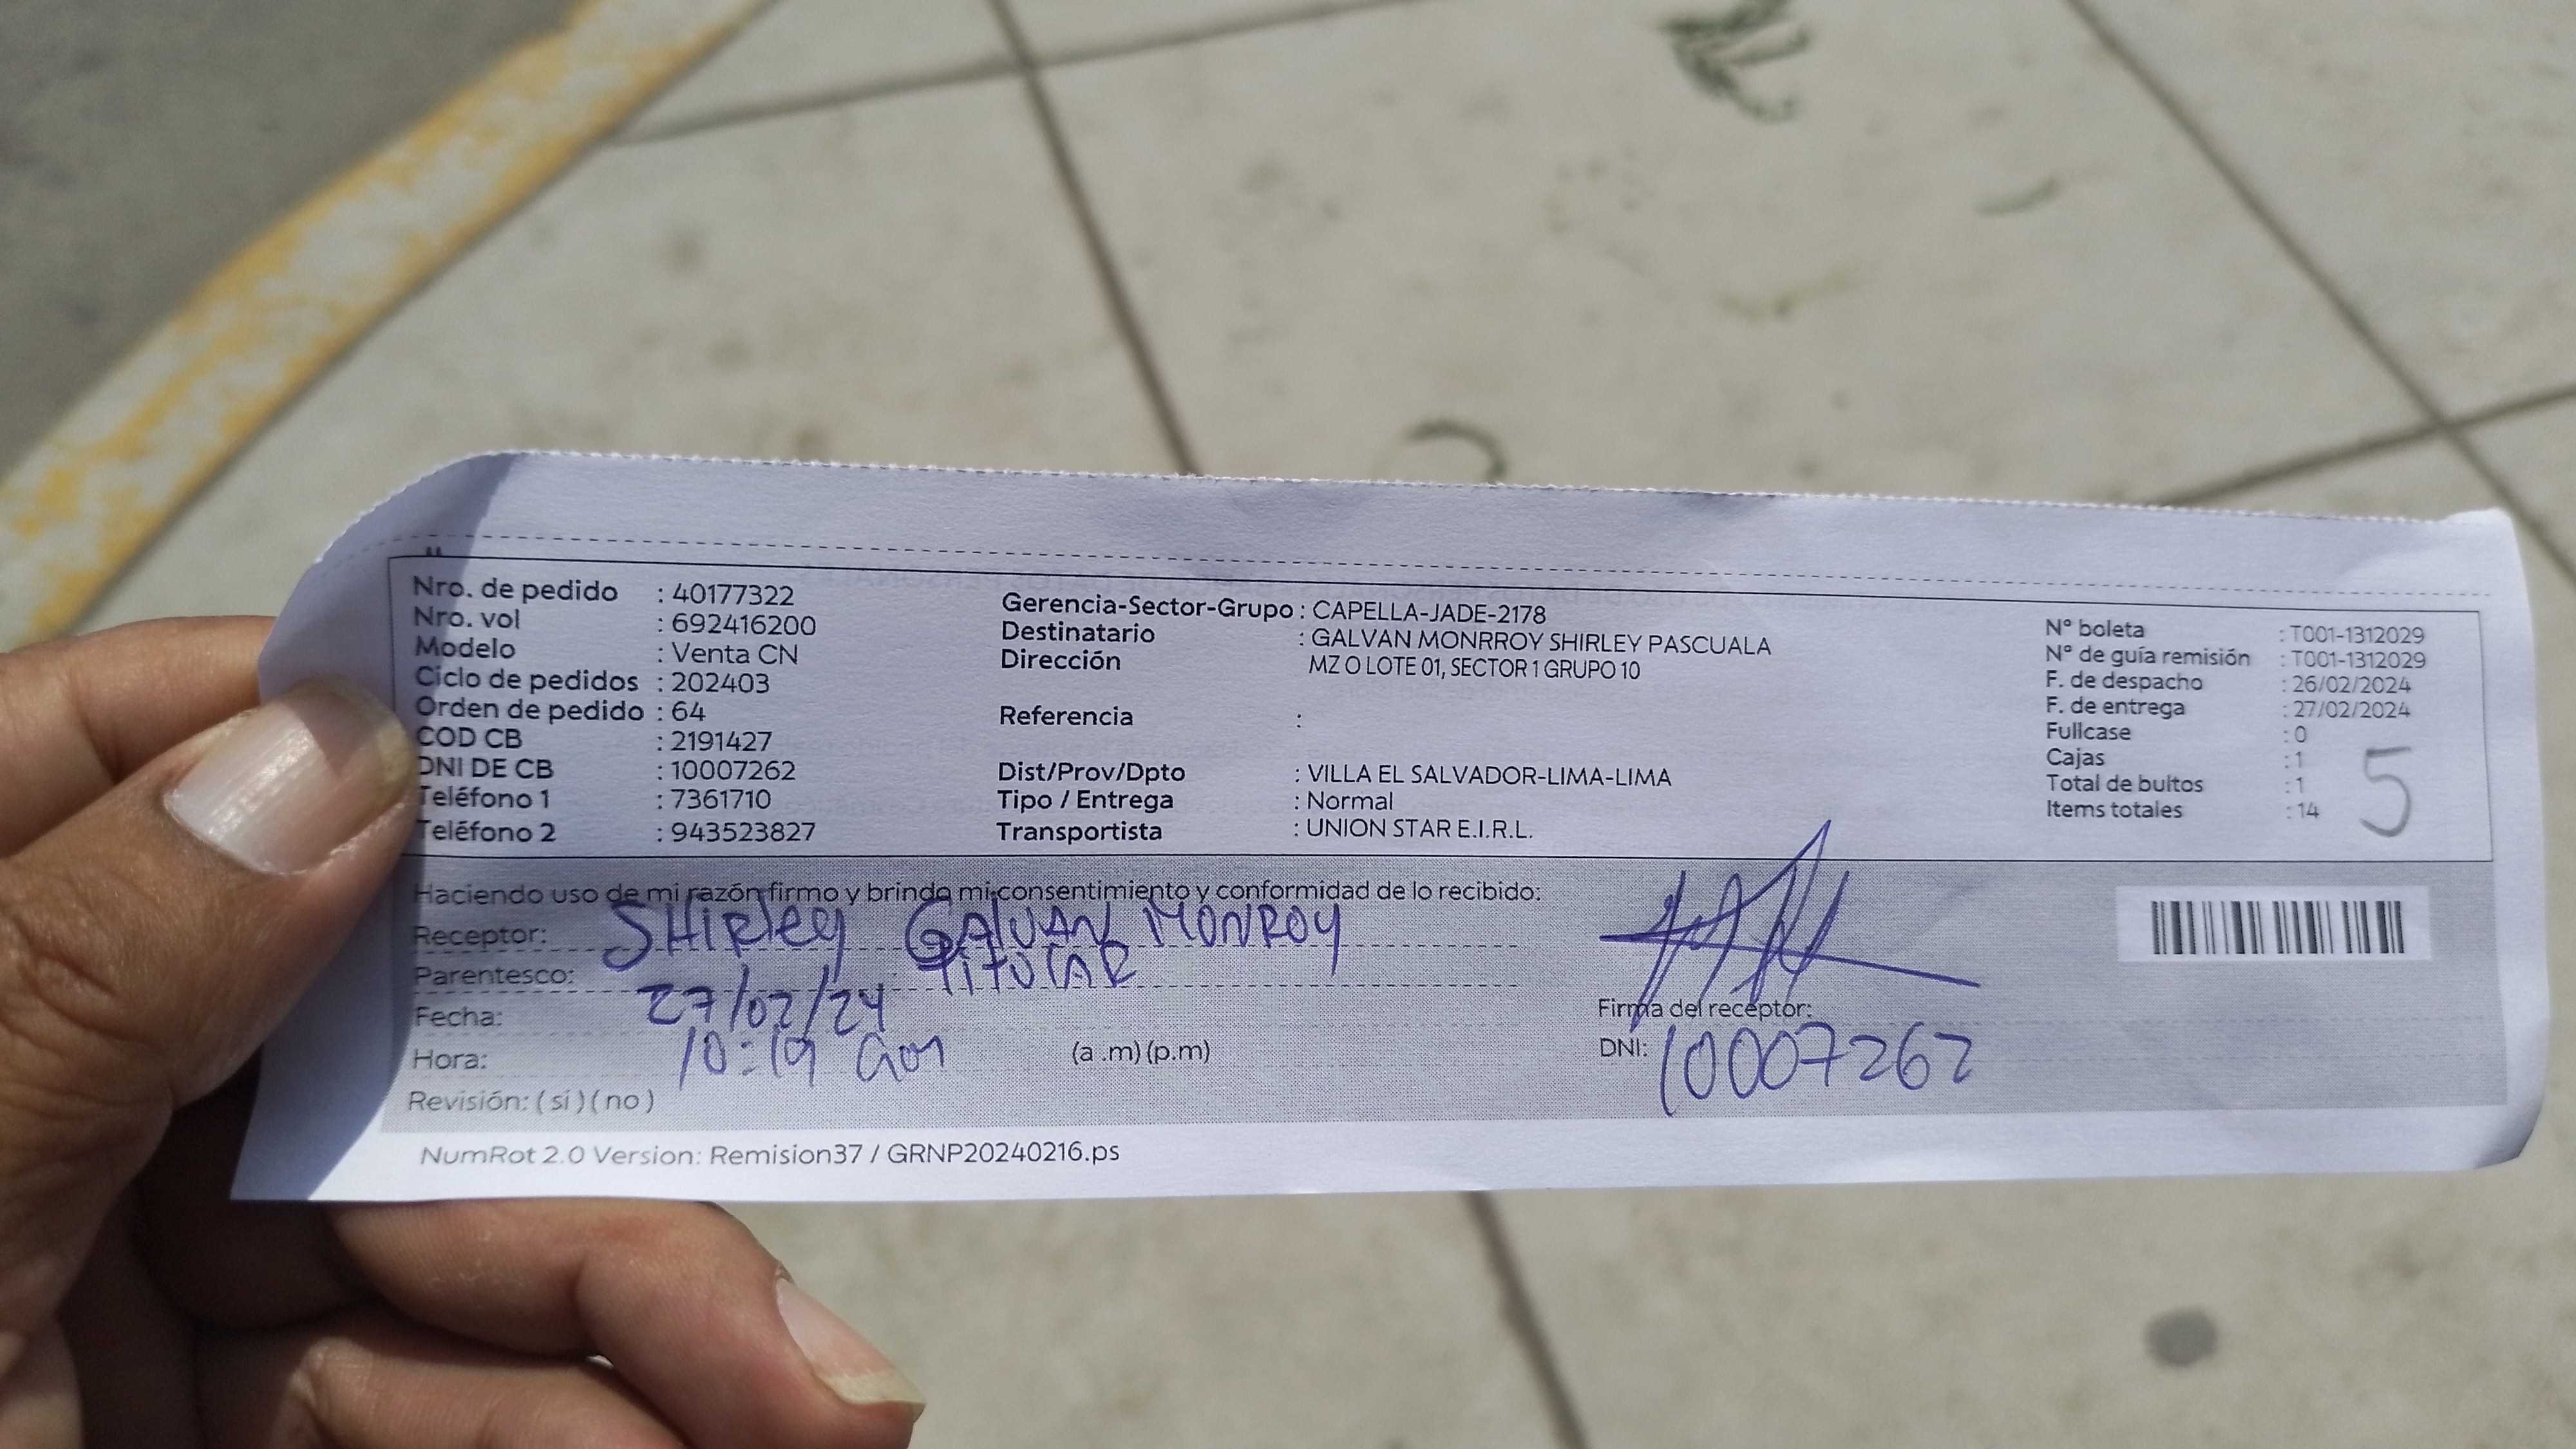 Nro. de pedido : 40177322
Nro. vol : 692416200
Modelo : Venta CN
Ciclo de pedidos : 202403
Orden de pedido : 64
COD CB : 2191427
DNI DE CB : 10007262
Teléfono 1 : 7361710
Teléfono 2 : 943523827
Gerencia-Sector-Grupo : CAPELLA-JADE-2178
Destinatario : GALVAN MONRROY SHIRLEY PASCUALA
Dirección MZ O LOTE 01, SECTOR 1 GRUPO 10
Referencia :
Dist/Prov/Dpto : VILLA EL SALVADOR-LIMA-LIMA
Tipo / Entrega : Normal
Transportista : UNION STAR E.I.R.L.
N° boleta : T001-1312029
N° de guía remisión : T001-1312029
F. de despacho : 26/02/2024
F. de entrega : 27/02/2024
Fullcase : 0
Cajas : 1
Total de bultos : 1
Items totales : 14
5
Haciendo uso de mi razón firmo y brindo mi consentimiento y conformidad de lo recibido:
Receptor: SHIRley GALVAN MONROY
Parentesco: TITULAR
Fecha: 27/02/24
Hora: 10:19 am (a .m) (p.m)
Revisión: ( si ) ( no )
Firma del receptor:
DNI: 10007262
NumRot 2.0 Version: Remision37 / GRNP20240216.ps